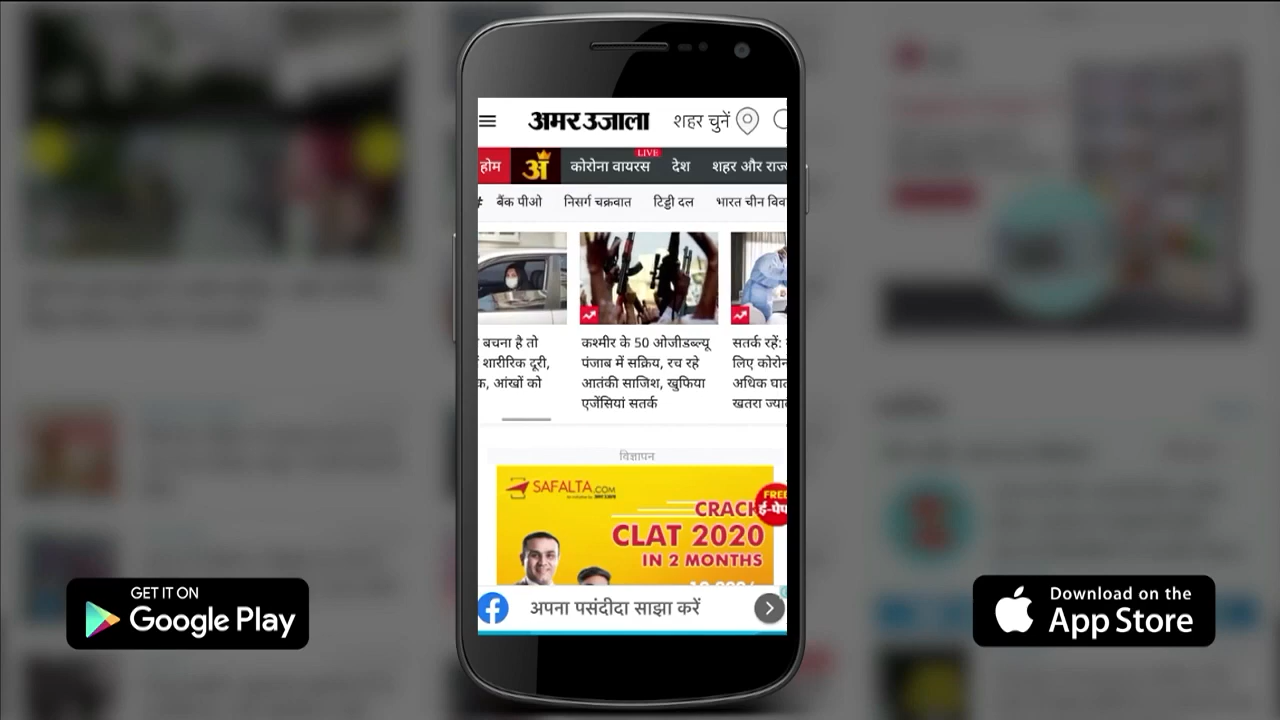 अमर उजाला
शहर चुनें
LIVE
होम
अ
कोरोना वायरस
देश
शहर और राज्य
# बैंक पीओ
निसर्ग चक्रवात
टिड्डी दल
भारत चीन
बचना है तो
शारीरिक दूरी,
आंखों को
कश्मीर के 50 ओजीडब्ल्यू
पंजाब में सक्रिय, रच रहे
आतंकी साजिश, खुफिया
एजेंसियां सतर्क
सतर्क रहें:
लिए
अधिक
खतरा
विज्ञापन
SAFALTA.COM
CRACK
CLAT 2020
IN 2 MONTHS
FREE
अपना पसंदीदा साझा करें
GET IT ON
Google Play
Download on the
App Store